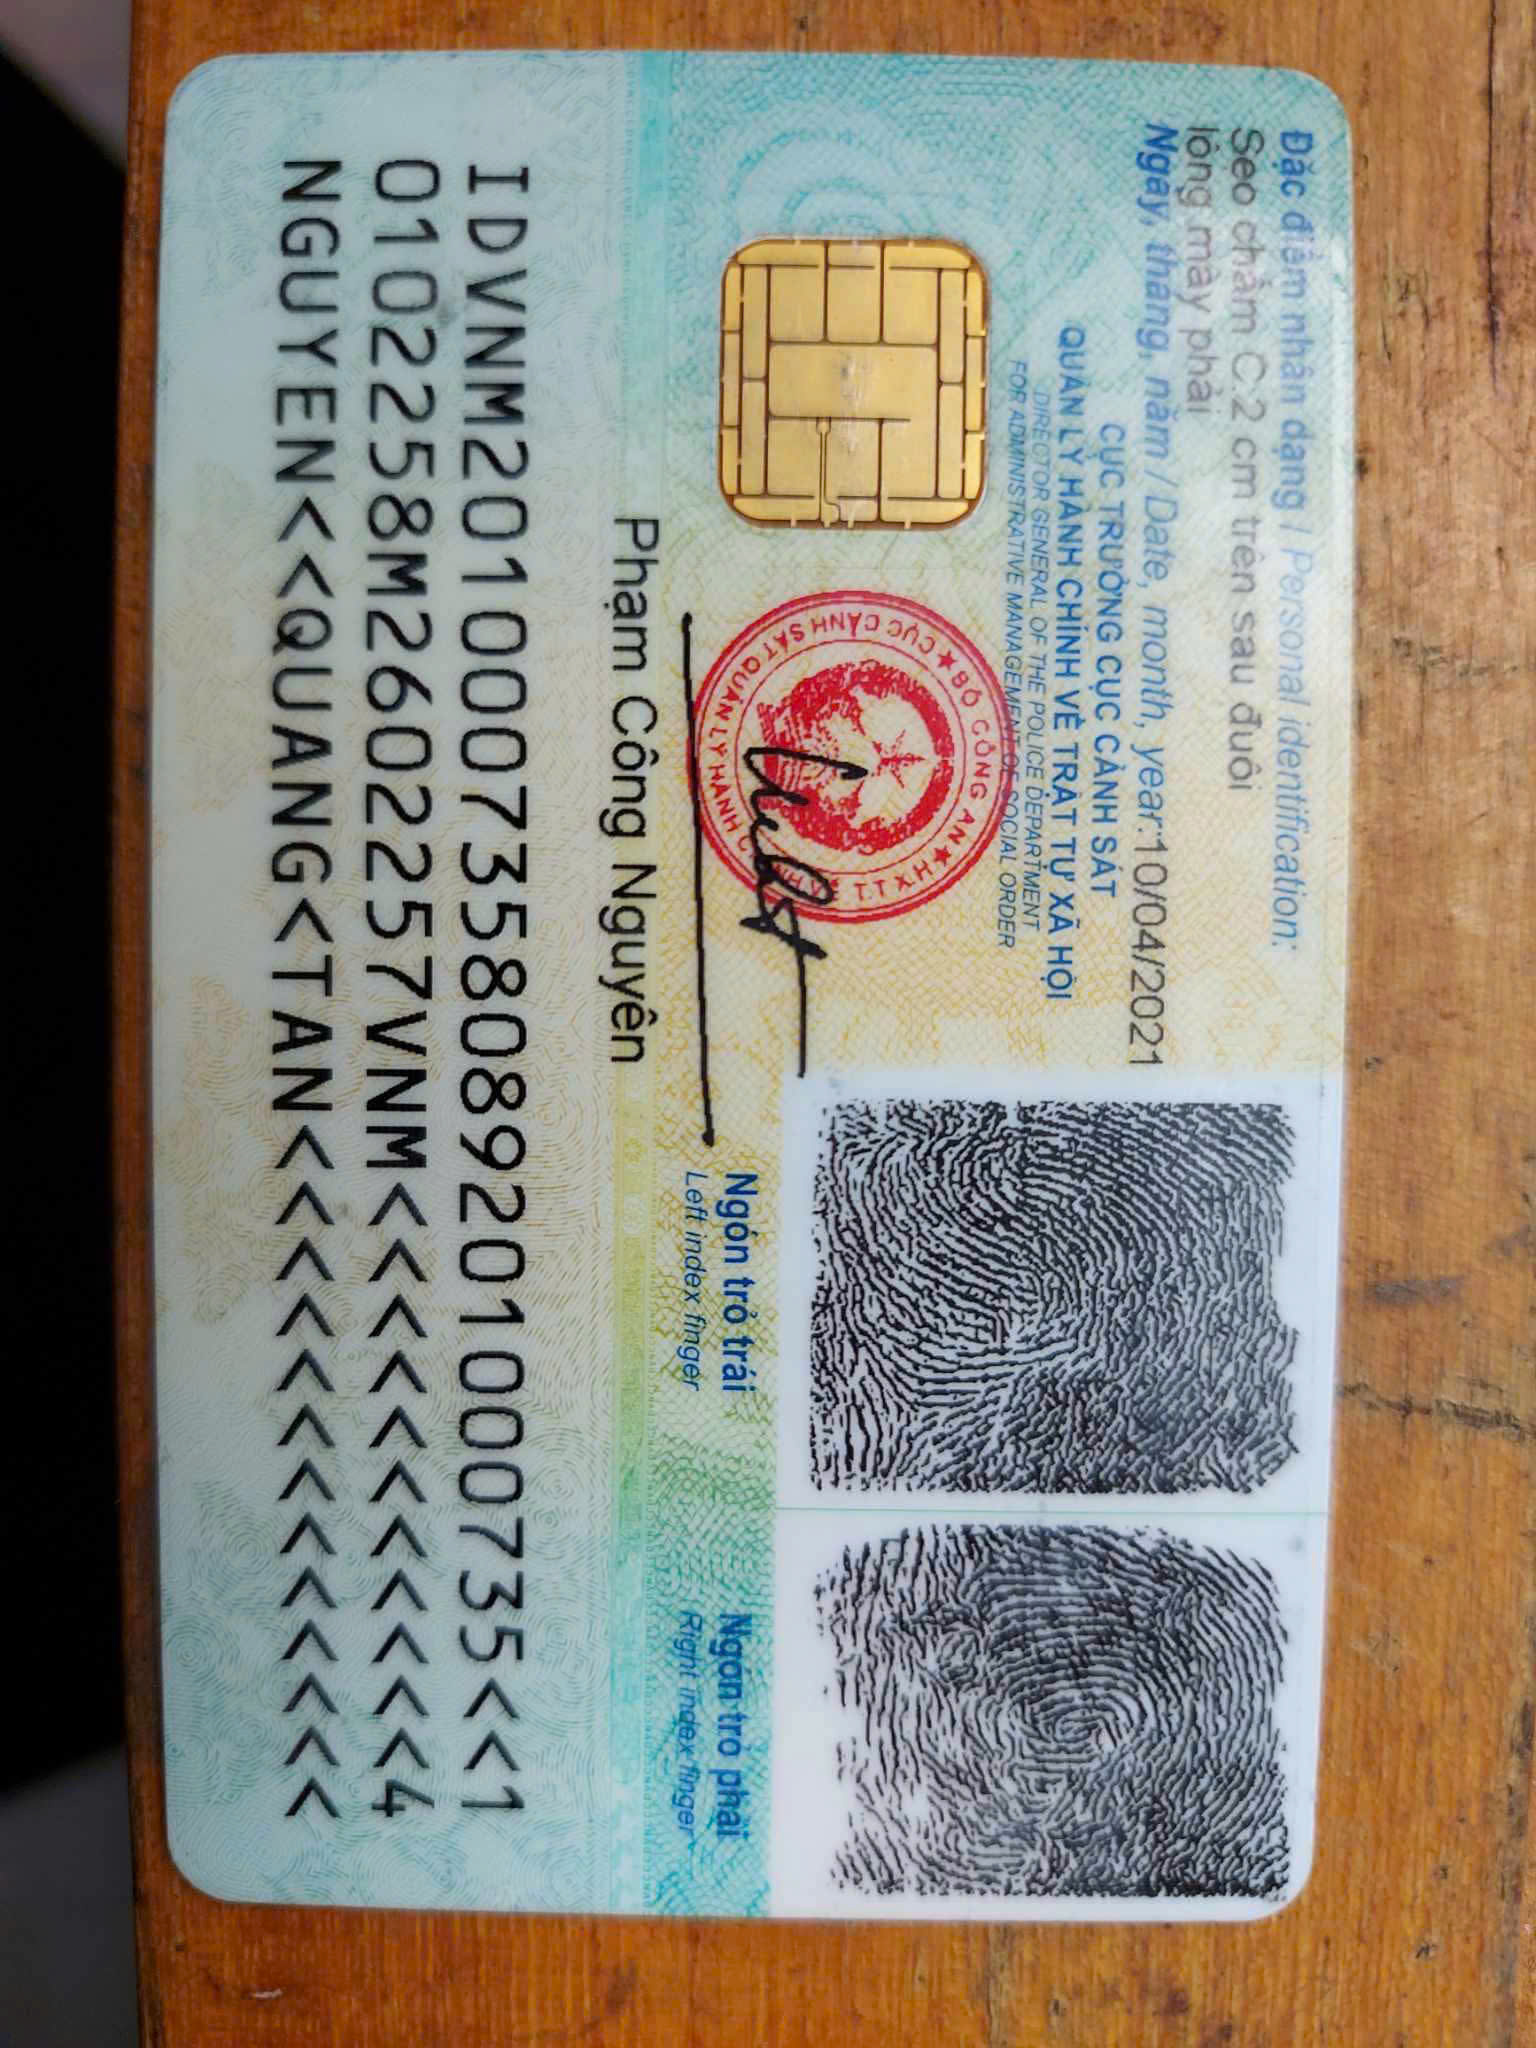 Đặc điểm nhân dạng / Personal identification:
Sẹo chấm C.2 cm trên sau đuôi
lông mày phải
Ngày, tháng, năm / Date, month, year:10/04/2021
CỤC TRƯỞNG CỤC CẢNH SÁT
QUẢN LÝ HÀNH CHÍNH VỀ TRẬT TỰ XÃ HỘI
DIRECTOR GENERAL OF THE POLICE DEPARTMENT
FOR ADMINISTRATIVE MANAGEMENT OF SOCIAL ORDER
BỘ CÔNG AN
CỤC CẢNH SÁT QUẢN LÝ HÀNH CHÍNH VỀ T.T.X.H
Phạm Công Nguyên
Ngón trỏ trái
Left index finger
Ngón trỏ phải
Right index finger
IDVNM2010007358089201000735<<1
0102258M2602257VNM<<<<<<<<<<<4
NGUYEN<<QUANG<TAN<<<<<<<<<<<<<